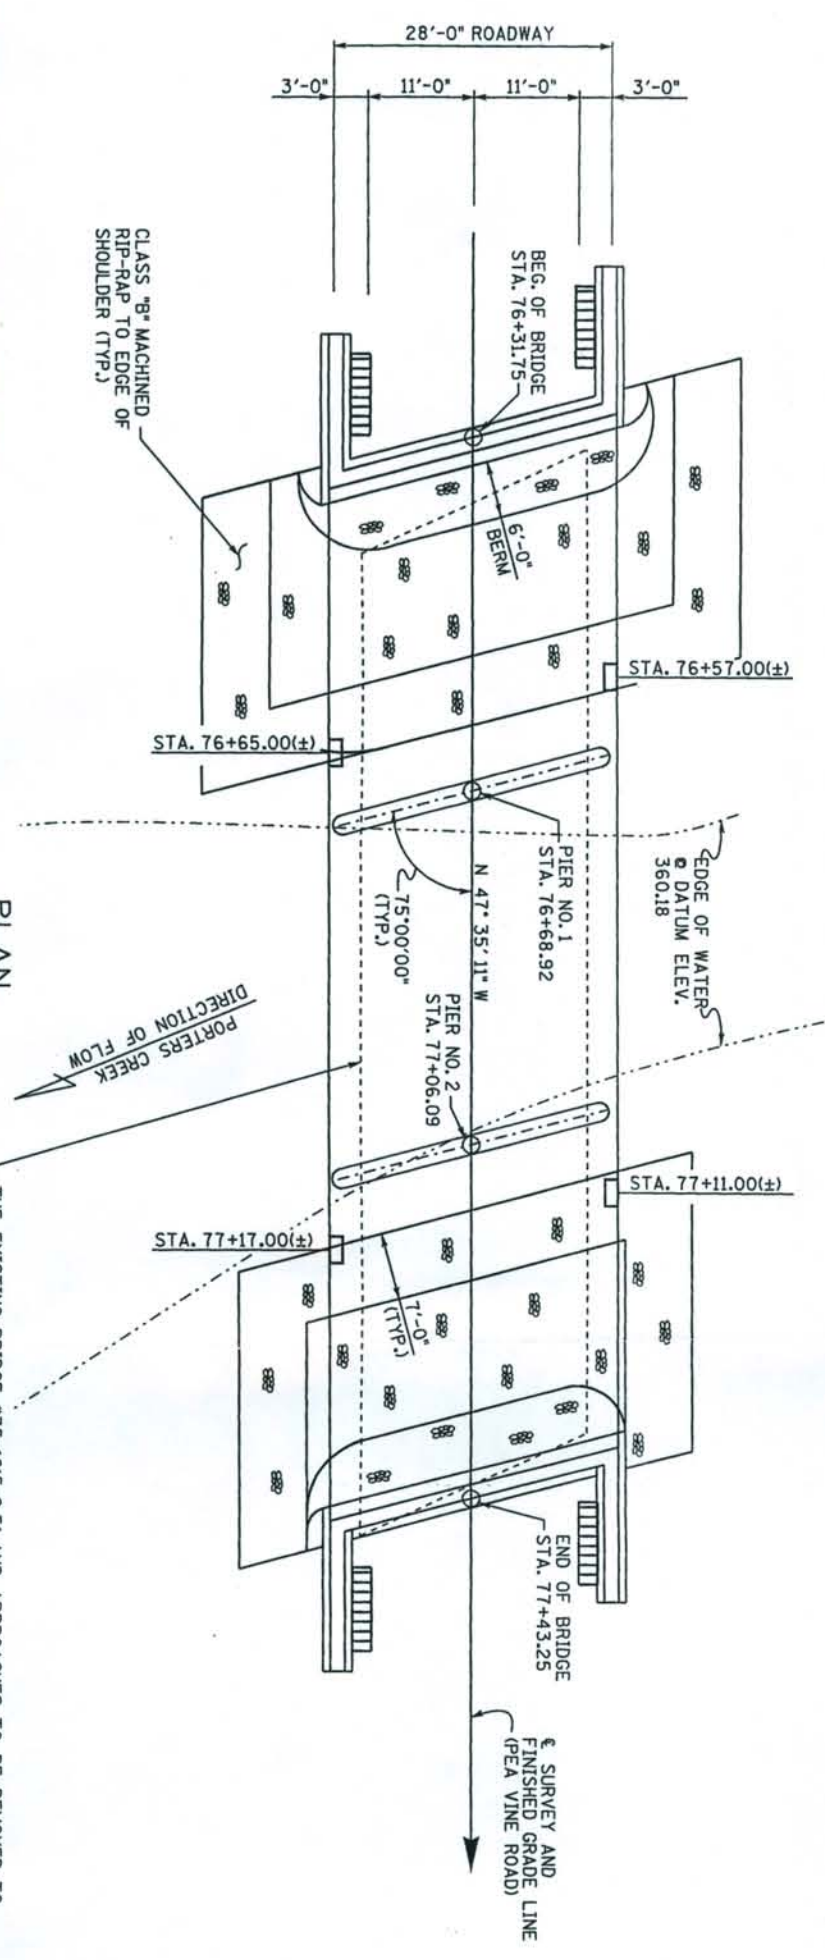 28'-0" ROADWAY
3'-0"
11'-0"
11'-0"
3'-0"
BEG. OF BRIDGE
STA. 76+31.75
CLASS "B" MACHINED
RIP-RAP TO EDGE OF
SHOULDER (TYP.)
6'-0"
BERM
STA. 76+57.00(±)
STA. 76+65.00(±)
PIER NO. 1
STA. 76+68.92
EDGE OF WATER
@ DATUM ELEV.
360.18
75°00'00"
(TYP.)
N 47° 35' 11" W
PIER NO. 2
STA. 77+06.09
PLAN
PORTERS CREEK
DIRECTION OF FLOW
STA. 77+11.00(±)
STA. 77+17.00(±)
7'-0"
(TYP.)
END OF BRIDGE
STA. 77+43.25
℄ SURVEY AND
FINISHED GRADE LINE
(PEA VINE ROAD)